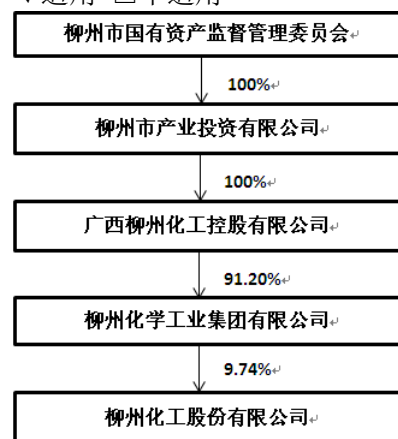 柳州市国有资产监督管理委员会
100%
柳州市产业投资有限公司
100%
广西柳州化工控股有限公司
91.20%
柳州化学工业集团有限公司
9.74%
柳州化工股份有限公司